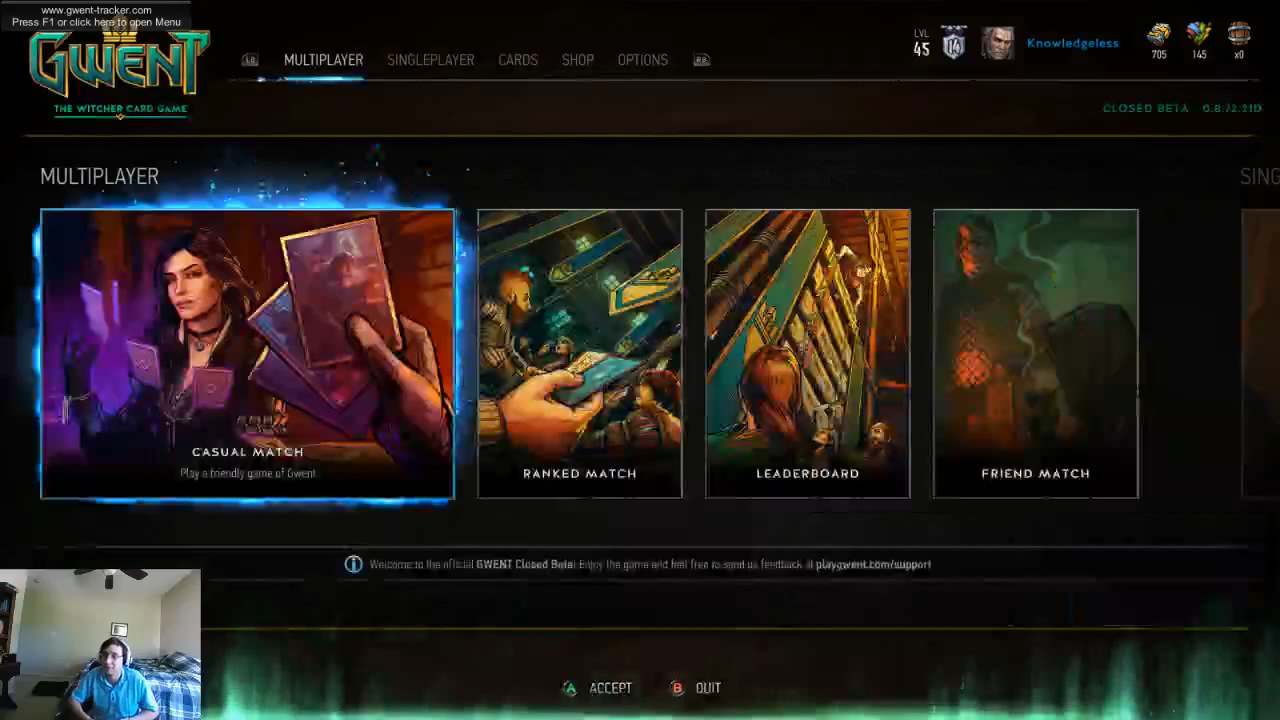 www.gwent-tracker.com
Press F1 or click here to open Menu
GWENT
THE WITCHER CARD GAME
LB MULTIPLAYER SINGLEPLAYER CARDS SHOP OPTIONS RB
LVL
45
14
Knowledgeless
705 145 x0
CLOSED BETA
MULTIPLAYER
SING
CASUAL MATCH
Play a friendly game of Gwent
RANKED MATCH
LEADERBOARD
FRIEND MATCH
Welcome to the official GWENT Closed Beta! Enjoy the game and feel free to send us feedback at playgwent.com/support
A ACCEPT B QUIT